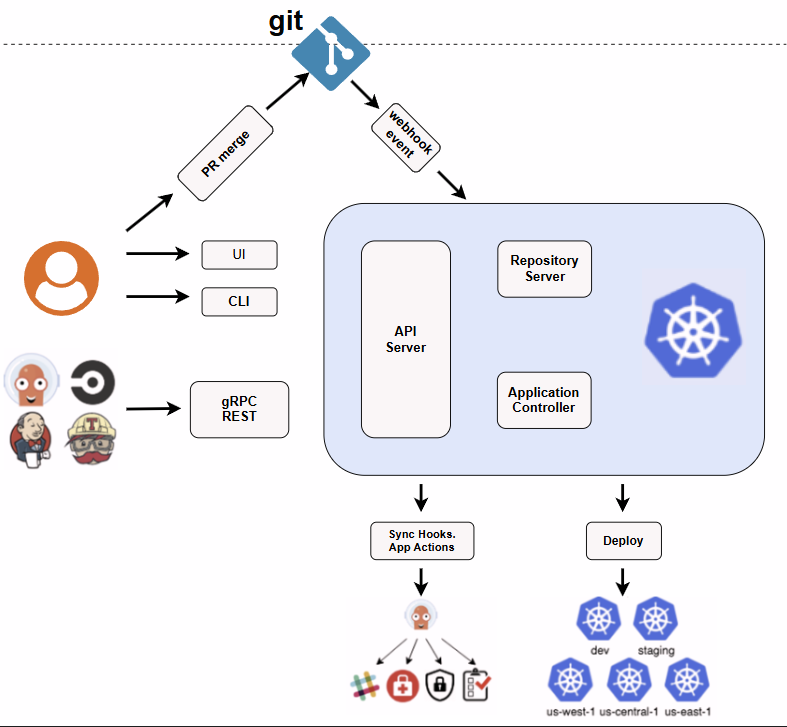 git
PR merge
webhook
event
UI
CLI
gRPC
REST
API
Server
Repository
Server
Application
Controller
Sync Hooks.
App Actions
Deploy
dev
staging
us-west-1
us-central-1
us-east-1